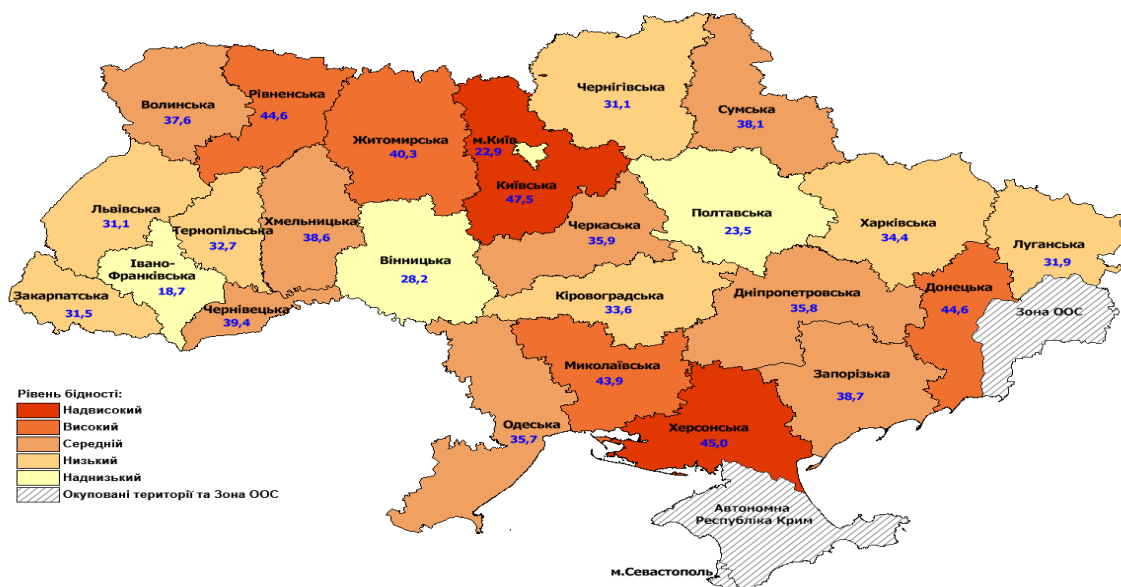 Волинська
37,6
Рівненська
44,6
Житомирська
40,3
м.Київ
22,9
Київська
47,5
Чернігівська
31,1
Сумська
38,1
Львівська
31,1
Тернопільська
32,7
Хмельницька
38,6
Вінницька
28,2
Черкаська
35,9
Полтавська
23,5
Харківська
34,4
Луганська
31,9
Івано-
Франківська
18,7
Закарпатська
31,5
Чернівецька
39,4
Кіровоградська
33,6
Дніпропетровська
35,8
Донецька
44,6
Зона ООС
Миколаївська
43,9
Запорізька
38,7
Одеська
35,7
Херсонська
45,0
Автономна
Республіка Крим
м.Севастополь
Рівень бідності:
Надвисокий
Високий
Середній
Низький
Наднизький
Окуповані території та Зона ООС